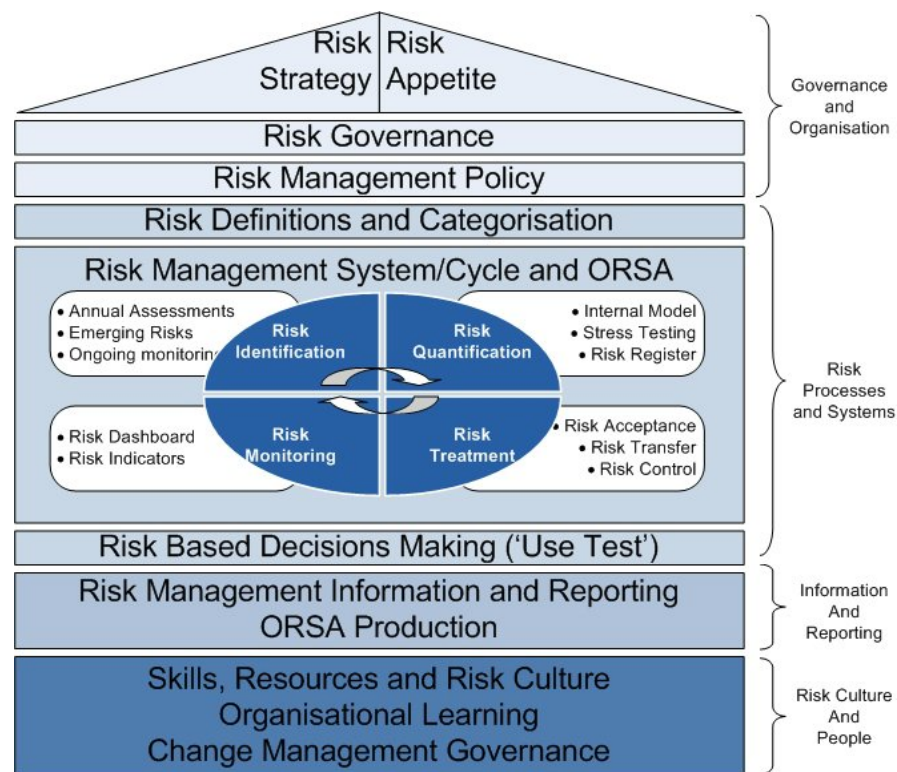 Risk
Strategy
Risk
Appetite
Governance
and
Organisation
Risk Governance
Risk Management Policy
Risk Definitions and Categorisation
Risk Management System/Cycle and ORSA
• Annual Assessments
• Emerging Risks
• Ongoing monitoring
Risk
Identification
Risk
Quantification
• Internal Model
• Stress Testing
• Risk Register
Risk
Processes
and Systems
• Risk Dashboard
• Risk Indicators
Risk
Monitoring
Risk
Treatment
• Risk Acceptance
• Risk Transfer
• Risk Control
Risk Based Decisions Making (‘Use Test’)
Risk Management Information and Reporting
ORSA Production
Information
And
Reporting
Skills, Resources and Risk Culture
Organisational Learning
Change Management Governance
Risk Culture
And
People